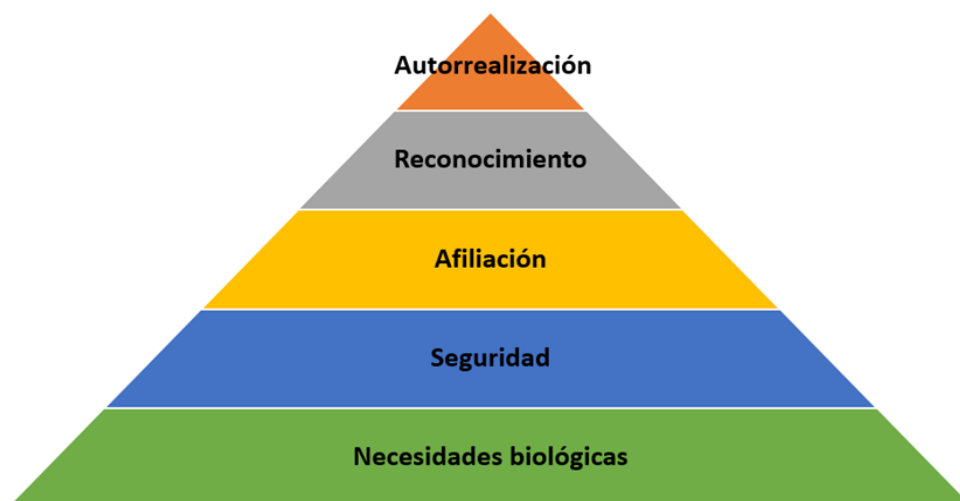 Autorrealización
Reconocimiento
Afiliación
Seguridad
Necesidades biológicas